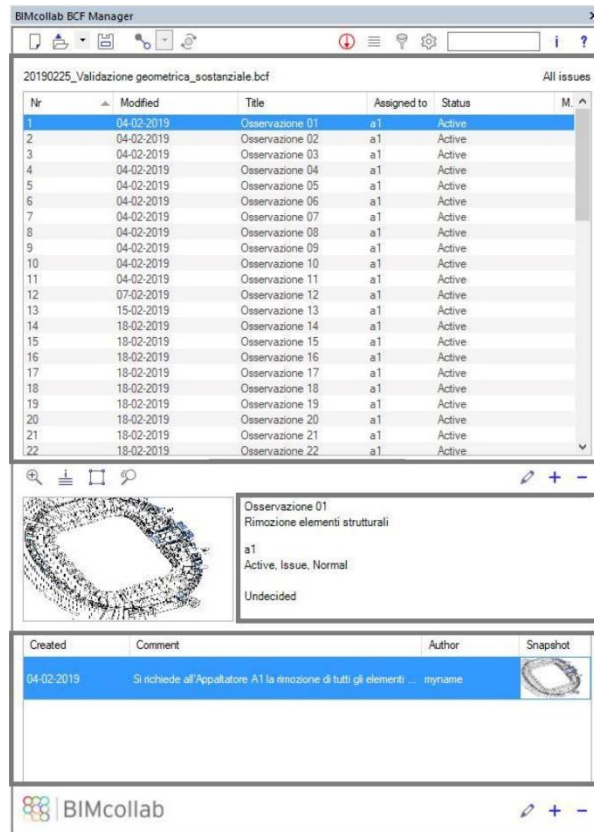 BIMcollab BCF Manager
20190225_Validazione geometrica_sostanziale.bcf All issues
Nr Modified Title Assigned to Status M.
1 04-02-2019 Osservazione 01 a1 Active
2 04-02-2019 Osservazione 02 a1 Active
3 04-02-2019 Osservazione 03 a1 Active
4 04-02-2019 Osservazione 04 a1 Active
5 04-02-2019 Osservazione 05 a1 Active
6 04-02-2019 Osservazione 06 a1 Active
7 04-02-2019 Osservazione 07 a1 Active
8 04-02-2019 Osservazione 08 a1 Active
9 04-02-2019 Osservazione 09 a1 Active
10 04-02-2019 Osservazione 10 a1 Active
11 04-02-2019 Osservazione 11 a1 Active
12 07-02-2019 Osservazione 12 a1 Active
13 15-02-2019 Osservazione 13 a1 Active
14 18-02-2019 Osservazione 14 a1 Active
15 18-02-2019 Osservazione 15 a1 Active
16 18-02-2019 Osservazione 16 a1 Active
17 18-02-2019 Osservazione 17 a1 Active
18 18-02-2019 Osservazione 18 a1 Active
19 18-02-2019 Osservazione 19 a1 Active
20 18-02-2019 Osservazione 20 a1 Active
21 18-02-2019 Osservazione 21 a1 Active
22 18-02-2019 Osservazione 22 a1 Active
Osservazione 01
Rimozione elementi strutturali
a1
Active, Issue, Normal
Undecided
Created Comment Author Snapshot
04-02-2019 Si richiede all'Appaltatore A1 la rimozione di tutti gli elementi ... myname
BIMcollab